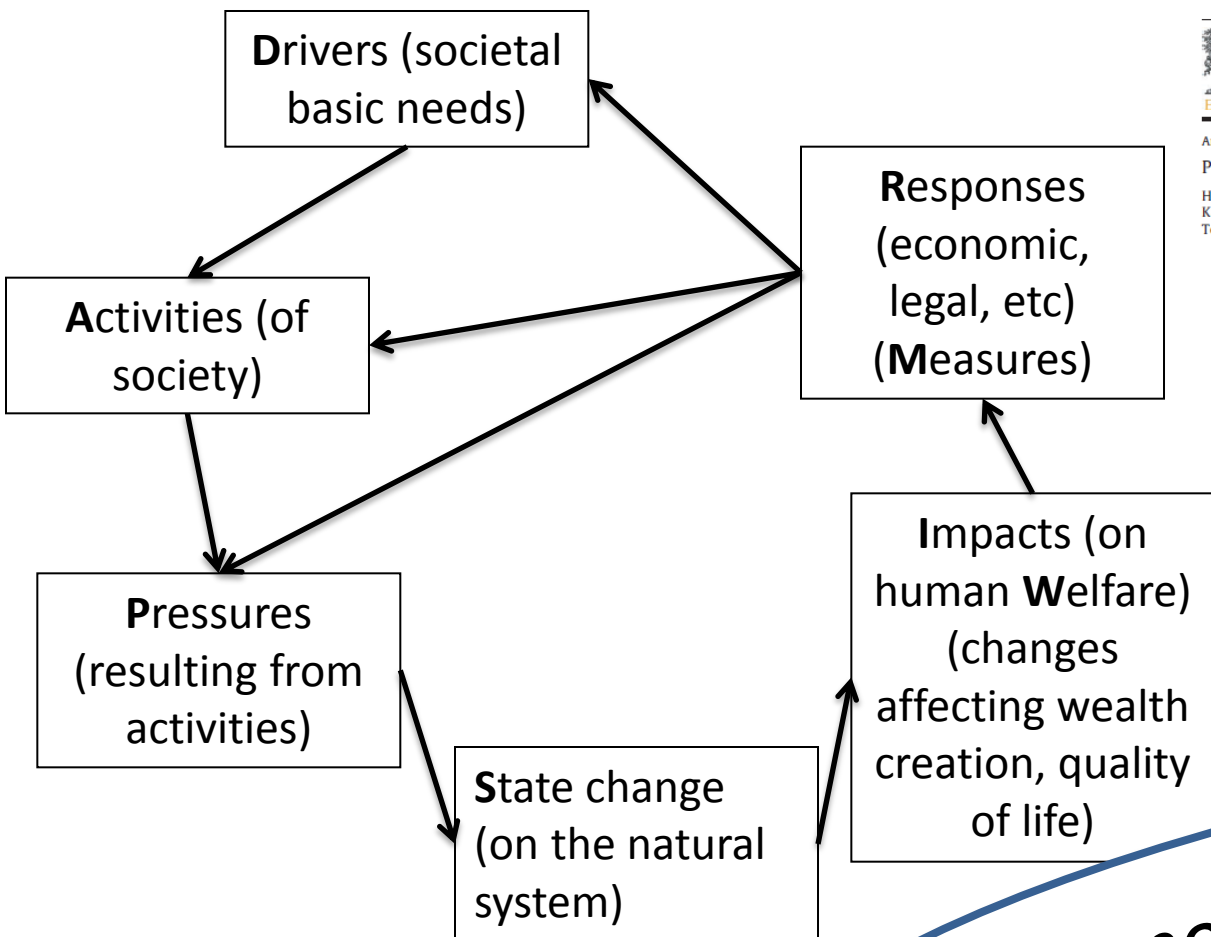 Drivers (societal
basic needs)
Responses
(economic,
legal, etc)
(Measures)
Activities (of
society)
Impacts (on
human Welfare)
(changes
affecting wealth
creation, quality
of life)
Pressures
(resulting from
activities)
State change
(on the natural
system)